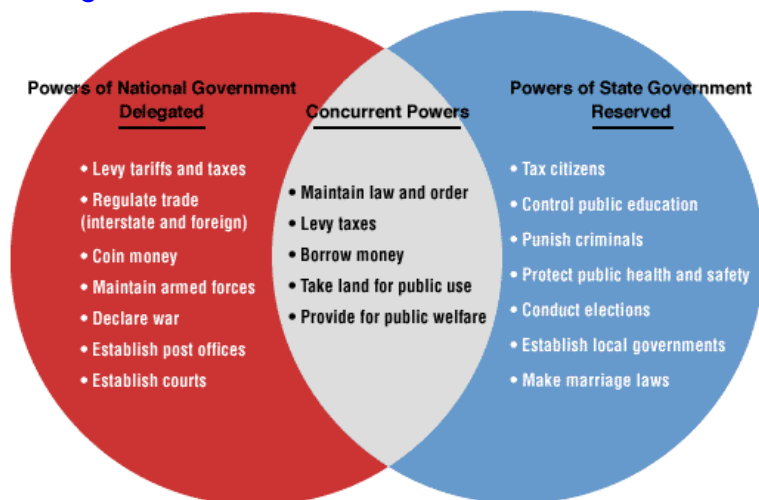 Powers of National Government
Delegated
• Levy tariffs and taxes
• Regulate trade
(interstate and foreign)
• Coin money
• Maintain armed forces
• Declare war
• Establish post offices
• Establish courts
Concurrent Powers
• Maintain law and order
• Levy taxes
• Borrow money
• Take land for public use
• Provide for public welfare
Powers of State Government
Reserved
• Tax citizens
• Control public education
• Punish criminals
• Protect public health and safety
• Conduct elections
• Establish local governments
• Make marriage laws